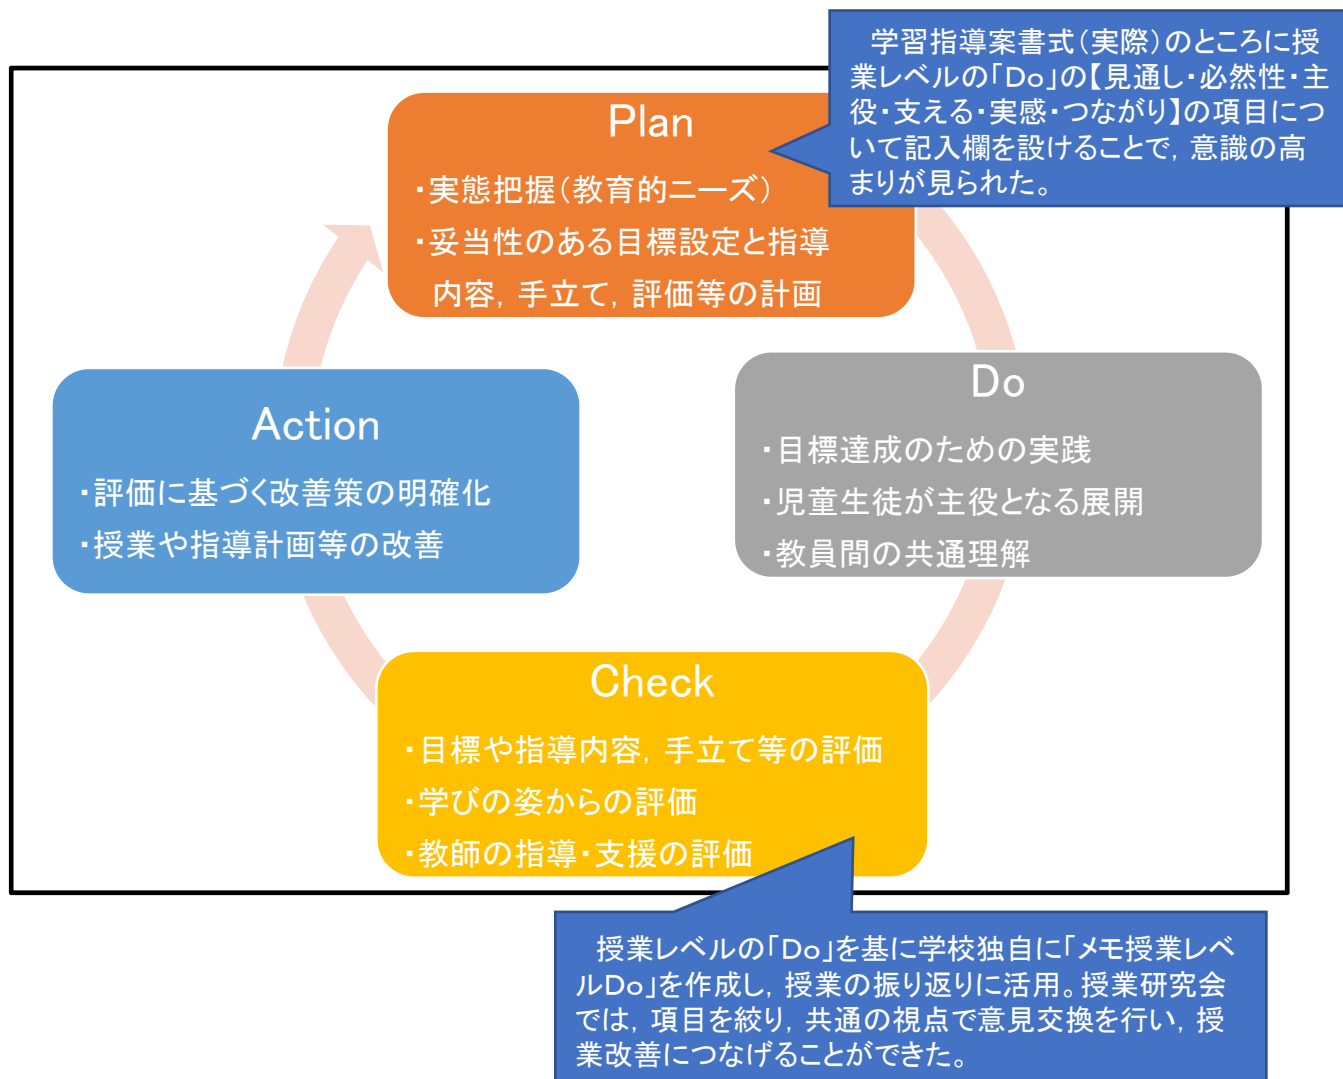 学習指導案書式（実際）のところに授
業レベルの「Ｄｏ」の【見通し・必然性・主
役・支える・実感・つながり】の項目につ
いて記入欄を設けることで，意識の高
まりが見られた。
Plan
・実態把握（教育的ニーズ）
・妥当性のある目標設定と指導
内容，手立て，評価等の計画
Do
・目標達成のための実践
・児童生徒が主役となる展開
・教員間の共通理解
Action
・評価に基づく改善策の明確化
・授業や指導計画等の改善
Check
・目標や指導内容，手立て等の評価
・学びの姿からの評価
・教師の指導・支援の評価
授業レベルの「Ｄｏ」を基に学校独自に「メモ授業レベ
ルＤｏ」を作成し，授業の振り返りに活用。授業研究会
では，項目を絞り，共通の視点で意見交換を行い，授
業改善につなげることができた。